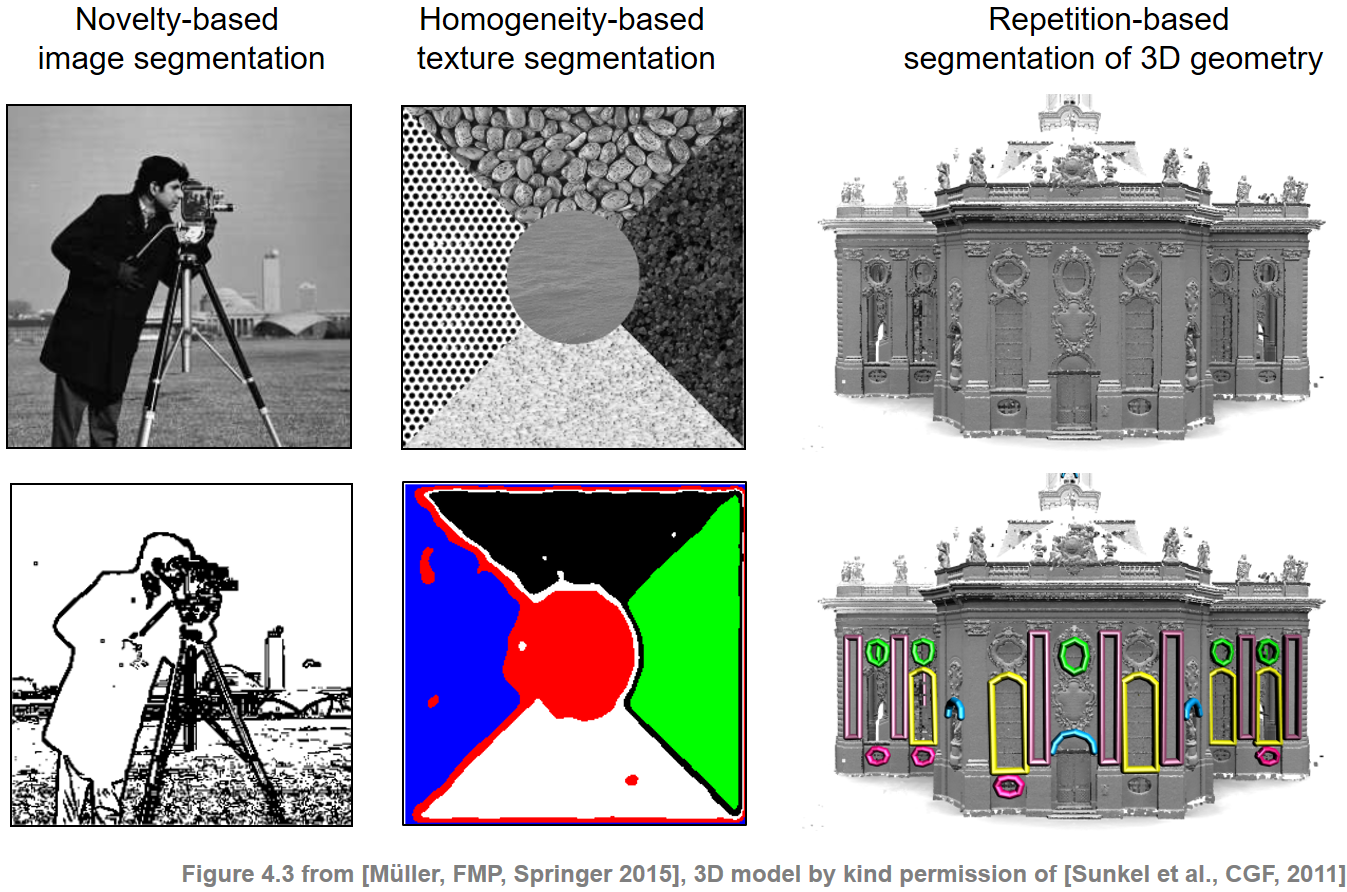 Novelty-based
image segmentation
Homogeneity-based
texture segmentation
Repetition-based
segmentation of 3D geometry
Figure 4.3 from [Müller, FMP, Springer 2015], 3D model by kind permission of [Sunkel et al., CGF, 2011]